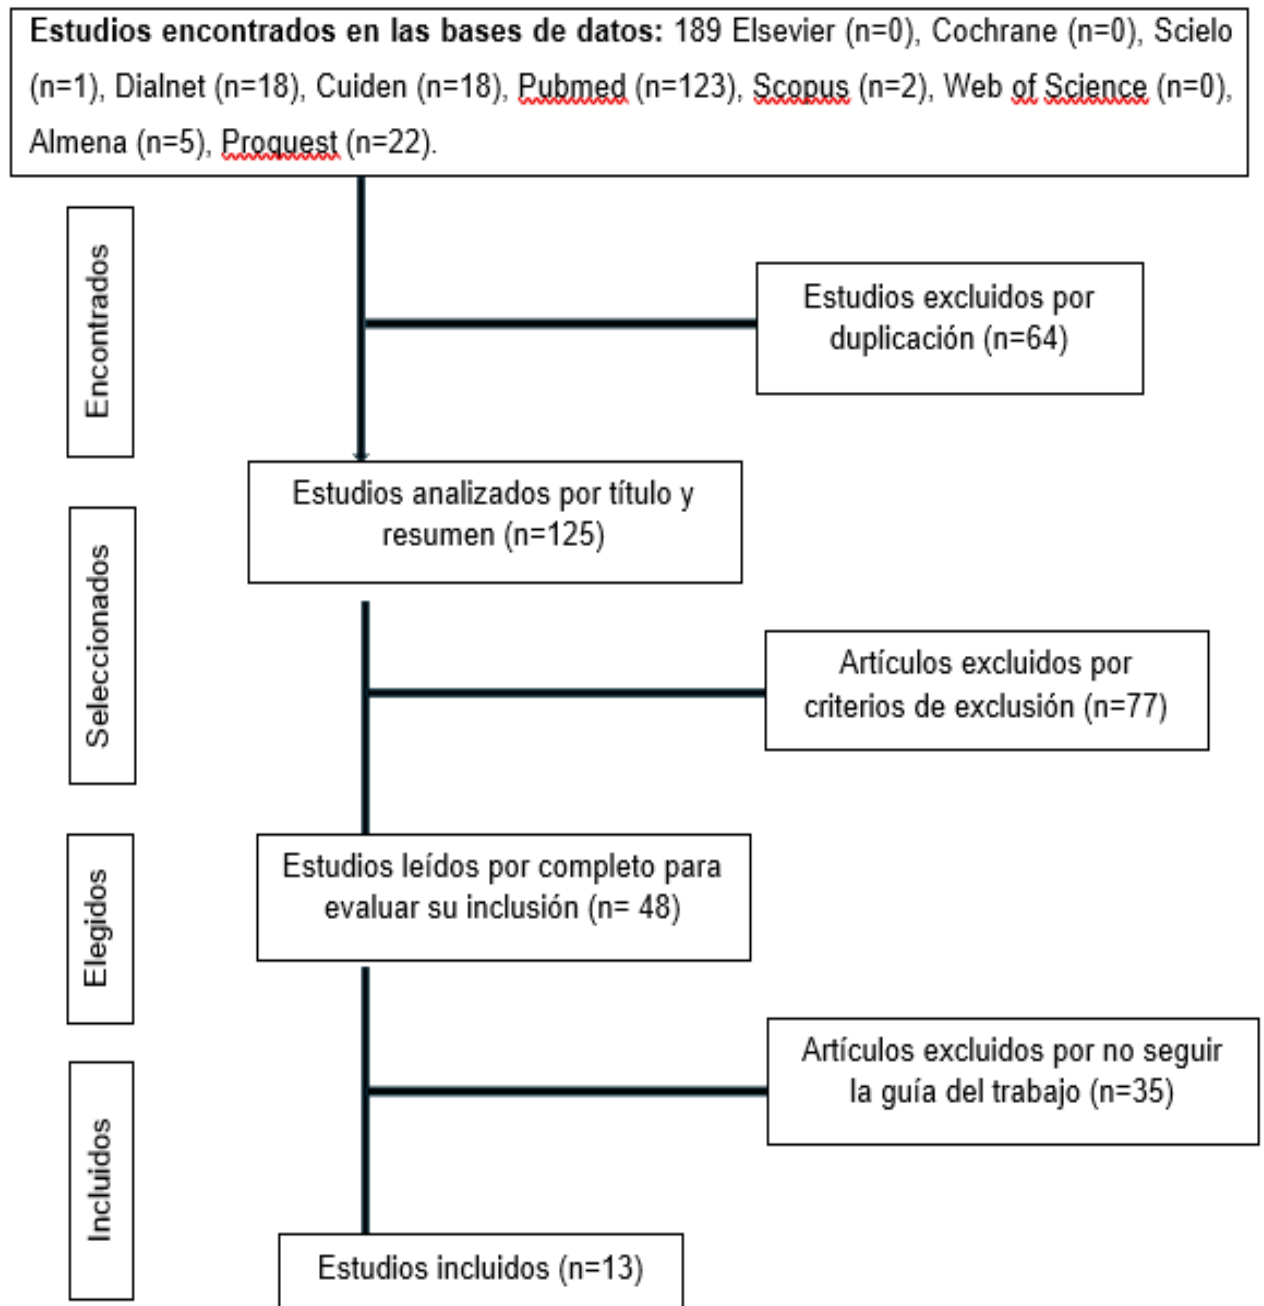 Estudios encontrados en las bases de datos: 189 Elsevier (n=0), Cochrane (n=0), Scielo
(n=1), Dialnet (n=18), Cuiden (n=18), Pubmed (n=123), Scopus (n=2), Web of Science (n=0),
Almena (n=5), Proquest (n=22).
Encontrados
Estudios excluidos por
duplicación (n=64)
Estudios analizados por título y
resumen (n=125)
Seleccionados
Artículos excluidos por
criterios de exclusión (n=77)
Elegidos
Estudios leídos por completo para
evaluar su inclusión (n= 48)
Artículos excluidos por no seguir
la guía del trabajo (n=35)
Incluidos
Estudios incluidos (n=13)